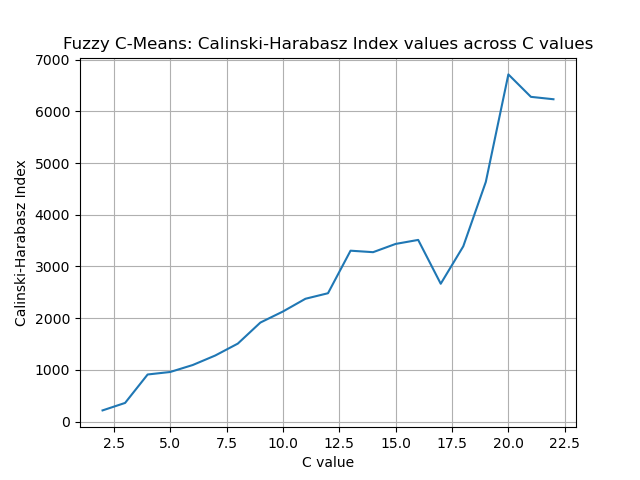 Fuzzy C-Means: Calinski-Harabasz Index values across C values
7000
6000
5000
4000
3000
2000
1000
0
Calinski-Harabasz Index
2.5 5.0 7.5 10.0 12.5 15.0 17.5 20.0 22.5
C value